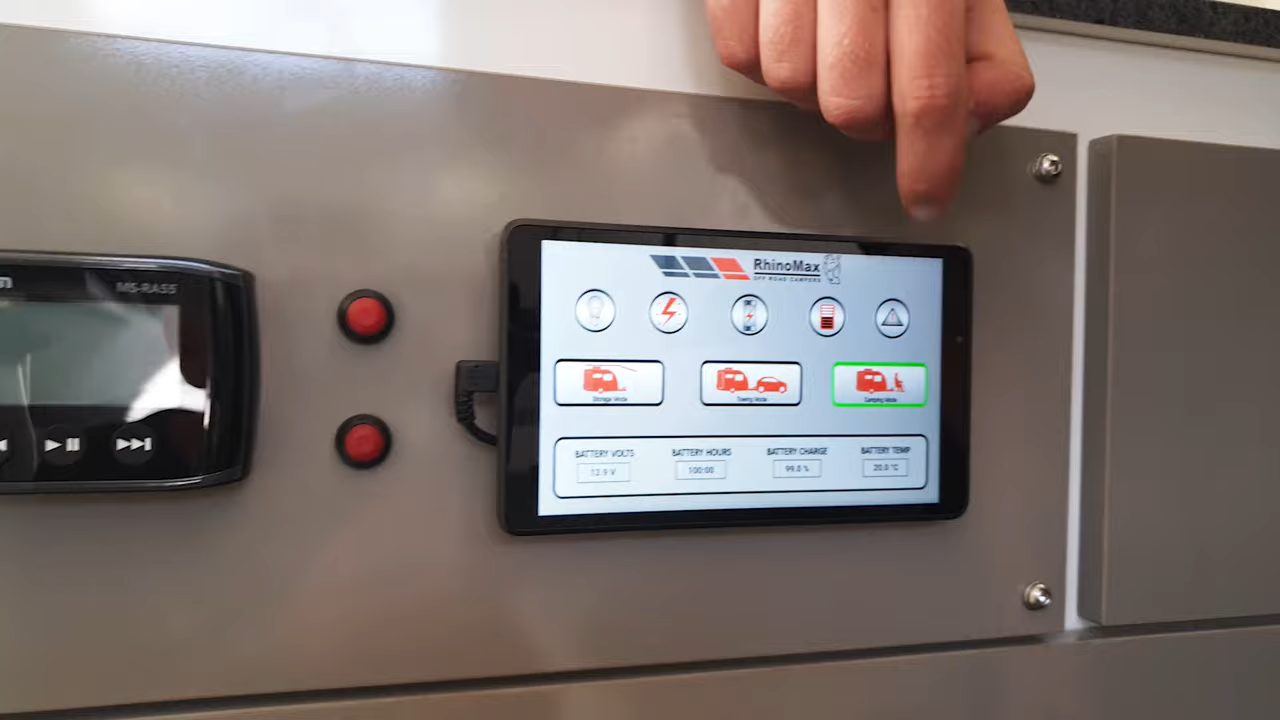 MS-RA55
RhinoMax
OFF ROAD CAMPERS
Storage Mode
Towing Mode
Camping Mode
BATTERY VOLTS
BATTERY HOURS
BATTERY CHARGE
BATTERY TEMP
13.9 V
100:00
99.0 %
20.0 °C